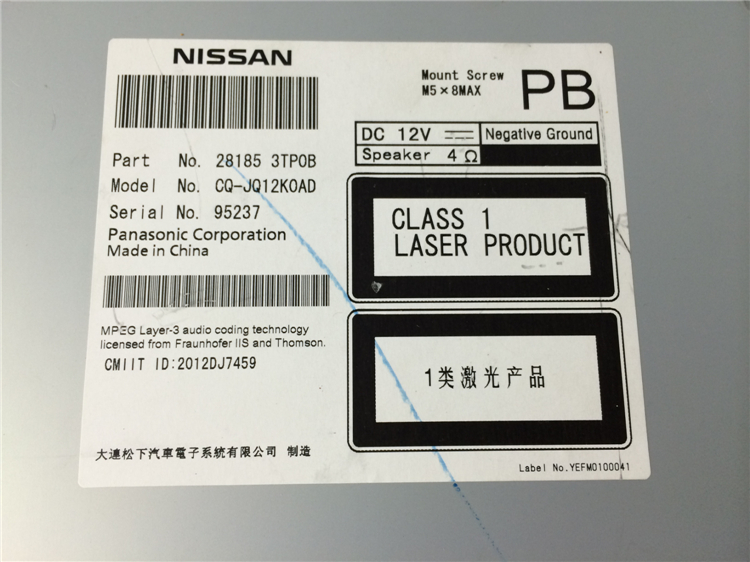 NISSAN
Mount Screw
M5×8MAX
PB
DC 12V ⎓
Negative Ground
Speaker 4Ω
Part No. 28185 3TP0B
Model No. CQ-JQ12K0AD
Serial No. 95237
Panasonic Corporation
Made in China
CLASS 1
LASER PRODUCT
MPEG Layer-3 audio coding technology
licensed from Fraunhofer IIS and Thomson.
CMIIT ID:2012DJ7459
1类激光产品
大連松下汽車電子系統有限公司 制造
Label No.YEFM0100041